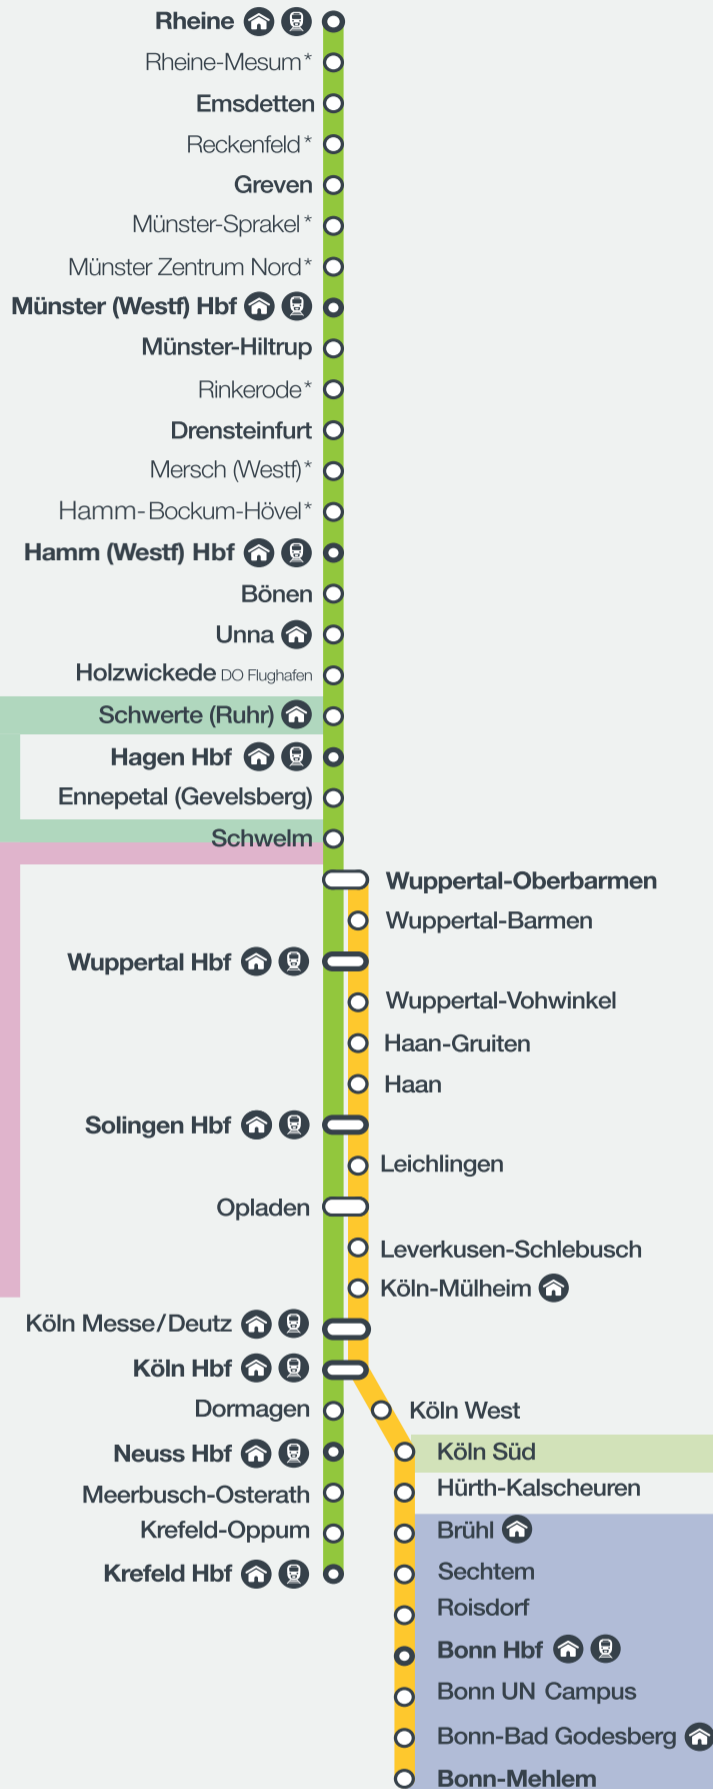 Rheine
Rheine-Mesum*
Emsdetten
Reckenfeld*
Greven
Münster-Sprakel*
Münster Zentrum Nord*
Münster (Westf) Hbf
Münster-Hiltrup
Rinkerode*
Drensteinfurt
Mersch (Westf)*
Hamm-Bockum-Hövel*
Hamm (Westf) Hbf
Bönen
Unna
Holzwickede DO Flughafen
Schwerte (Ruhr)
Hagen Hbf
Ennepetal (Gevelsberg)
Schwelm
Wuppertal-Oberbarmen
Wuppertal-Barmen
Wuppertal Hbf
Wuppertal-Vohwinkel
Haan-Gruiten
Haan
Solingen Hbf
Leichlingen
Opladen
Leverkusen-Schlebusch
Köln-Mülheim
Köln Messe/Deutz
Köln Hbf
Dormagen
Köln West
Neuss Hbf
Köln Süd
Meerbusch-Osterath
Hürth-Kalscheuren
Krefeld-Oppum
Brühl
Krefeld Hbf
Sechtem
Roisdorf
Bonn Hbf
Bonn UN Campus
Bonn-Bad Godesberg
Bonn-Mehlem